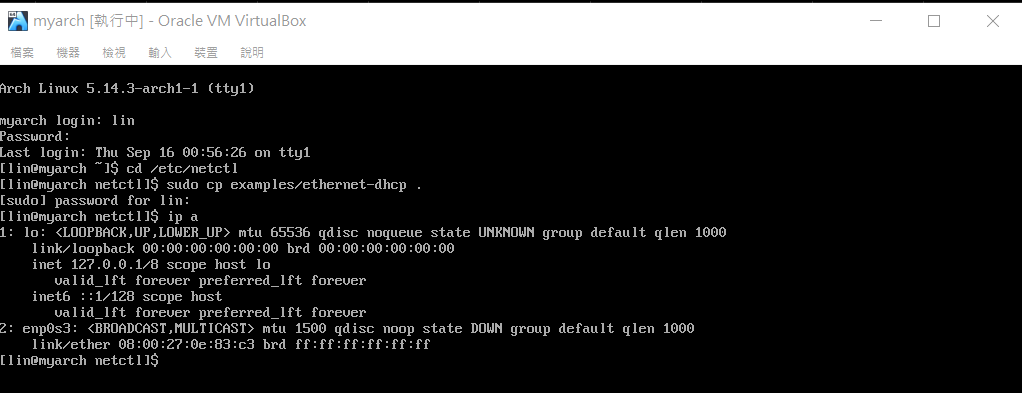 myarch [執行中] - Oracle VM VirtualBox
檔案 機器 檢視 輸入 裝置 說明
Arch Linux 5.14.3-arch1-1 (tty1)
myarch login: lin
Password:
Last login: Thu Sep 16 00:56:26 on tty1
[lin@myarch ~]$ cd /etc/netctl
[lin@myarch netctl]$ sudo cp examples/ethernet-dhcp .
[sudo] password for lin:
[lin@myarch netctl]$ ip a
1: lo: <LOOPBACK,UP,LOWER_UP> mtu 65536 qdisc noqueue state UNKNOWN group default qlen 1000
    link/loopback 00:00:00:00:00:00 brd 00:00:00:00:00:00
    inet 127.0.0.1/8 scope host lo
       valid_lft forever preferred_lft forever
    inet6 ::1/128 scope host
       valid_lft forever preferred_lft forever
2: enp0s3: <BROADCAST,MULTICAST> mtu 1500 qdisc noop state DOWN group default qlen 1000
    link/ether 08:00:27:0e:83:c3 brd ff:ff:ff:ff:ff:ff
[lin@myarch netctl]$